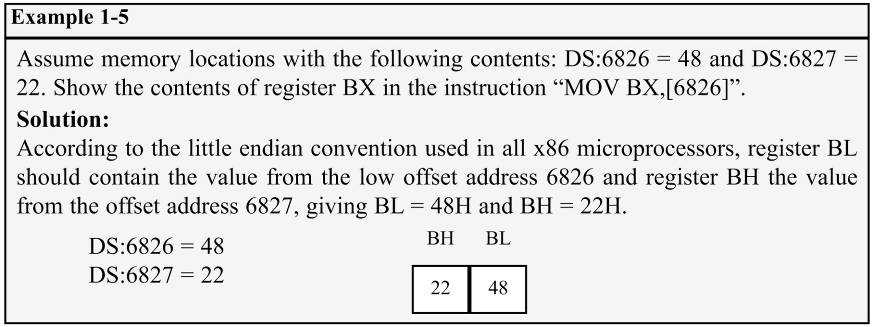 Example 1-5
Assume memory locations with the following contents: DS:6826 = 48 and DS:6827 =
22. Show the contents of register BX in the instruction “MOV BX,[6826]”.
Solution:
According to the little endian convention used in all x86 microprocessors, register BL
should contain the value from the low offset address 6826 and register BH the value
from the offset address 6827, giving BL = 48H and BH = 22H.
DS:6826 = 48
DS:6827 = 22
BH BL
22 48